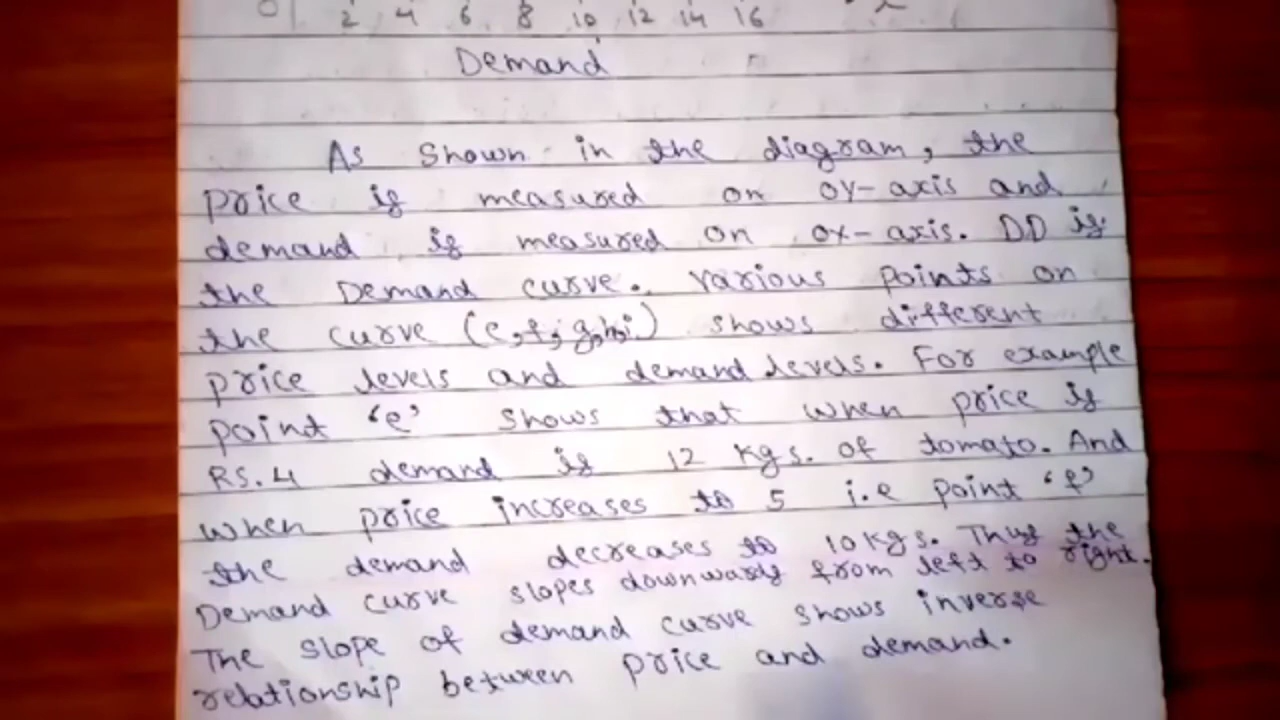 0 2 4 6 8 10 12 14 16 x
Demand
As shown in the diagram, the
price is measured on OY-axis and
demand is measured on OX-axis. DD is
the Demand curve. Various points on
the curve (e,f,g,h,i) shows different
price levels and demand levels. For example
point 'e' shows that when price is
RS.4 demand is 12 kgs. of tomato. And
when price increases to 5 i.e point 'f'
the demand decreases to 10 kgs. Thus the
Demand curve slopes downwards from left to right.
The slope of demand curve shows inverse
relationship between price and demand.